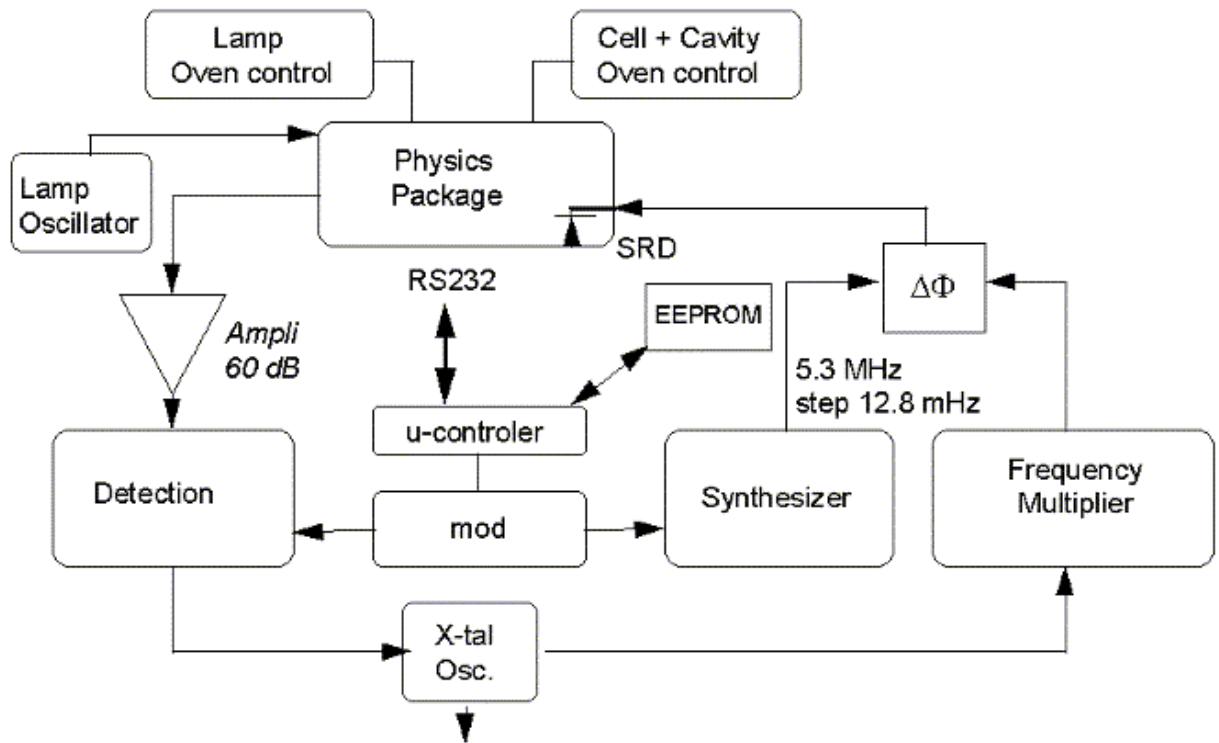 Lamp
Oven control
Cell + Cavity
Oven control
Physics
Package
Lamp
Oscillator
SRD
RS232
EEPROM
ΔΦ
Ampli
60 dB
5.3 MHz
step 12.8 mHz
u-controler
Detection
mod
Synthesizer
Frequency
Multiplier
X-tal
Osc.